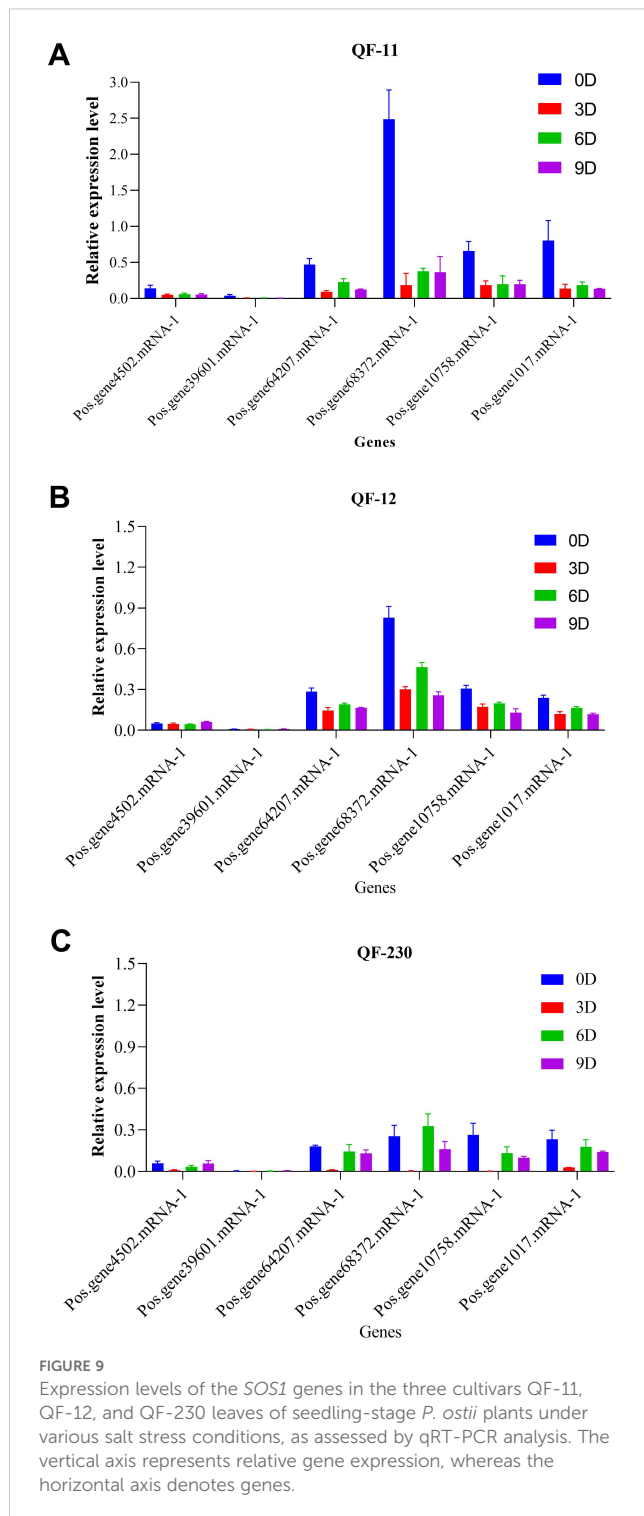 A
QF-11
Relative expression level
3.0
2.5
2.0
1.5
1.0
0.5
0.0
0D
3D
6D
9D
Pos.gene4502.mRNA-1
Pos.gene39601.mRNA-1
Pos.gene64207.mRNA-1
Pos.gene68372.mRNA-1
Pos.gene10758.mRNA-1
Pos.gene1017.mRNA-1
Genes
B
QF-12
Relative expression level
1.5
1.2
0.9
0.6
0.3
0.0
0D
3D
6D
9D
Pos.gene4502.mRNA-1
Pos.gene39601.mRNA-1
Pos.gene64207.mRNA-1
Pos.gene68372.mRNA-1
Pos.gene10758.mRNA-1
Pos.gene1017.mRNA-1
Genes
C
QF-230
Relative expression level
1.5
1.2
0.9
0.6
0.3
0.0
0D
3D
6D
9D
Pos.gene4502.mRNA-1
Pos.gene39601.mRNA-1
Pos.gene64207.mRNA-1
Pos.gene68372.mRNA-1
Pos.gene10758.mRNA-1
Pos.gene1017.mRNA-1
Genes
FIGURE 9
Expression levels of the SOS1 genes in the three cultivars QF-11,
QF-12, and QF-230 leaves of seedling-stage P. ostii plants under
various salt stress conditions, as assessed by qRT-PCR analysis. The
vertical axis represents relative gene expression, whereas the
horizontal axis denotes genes.